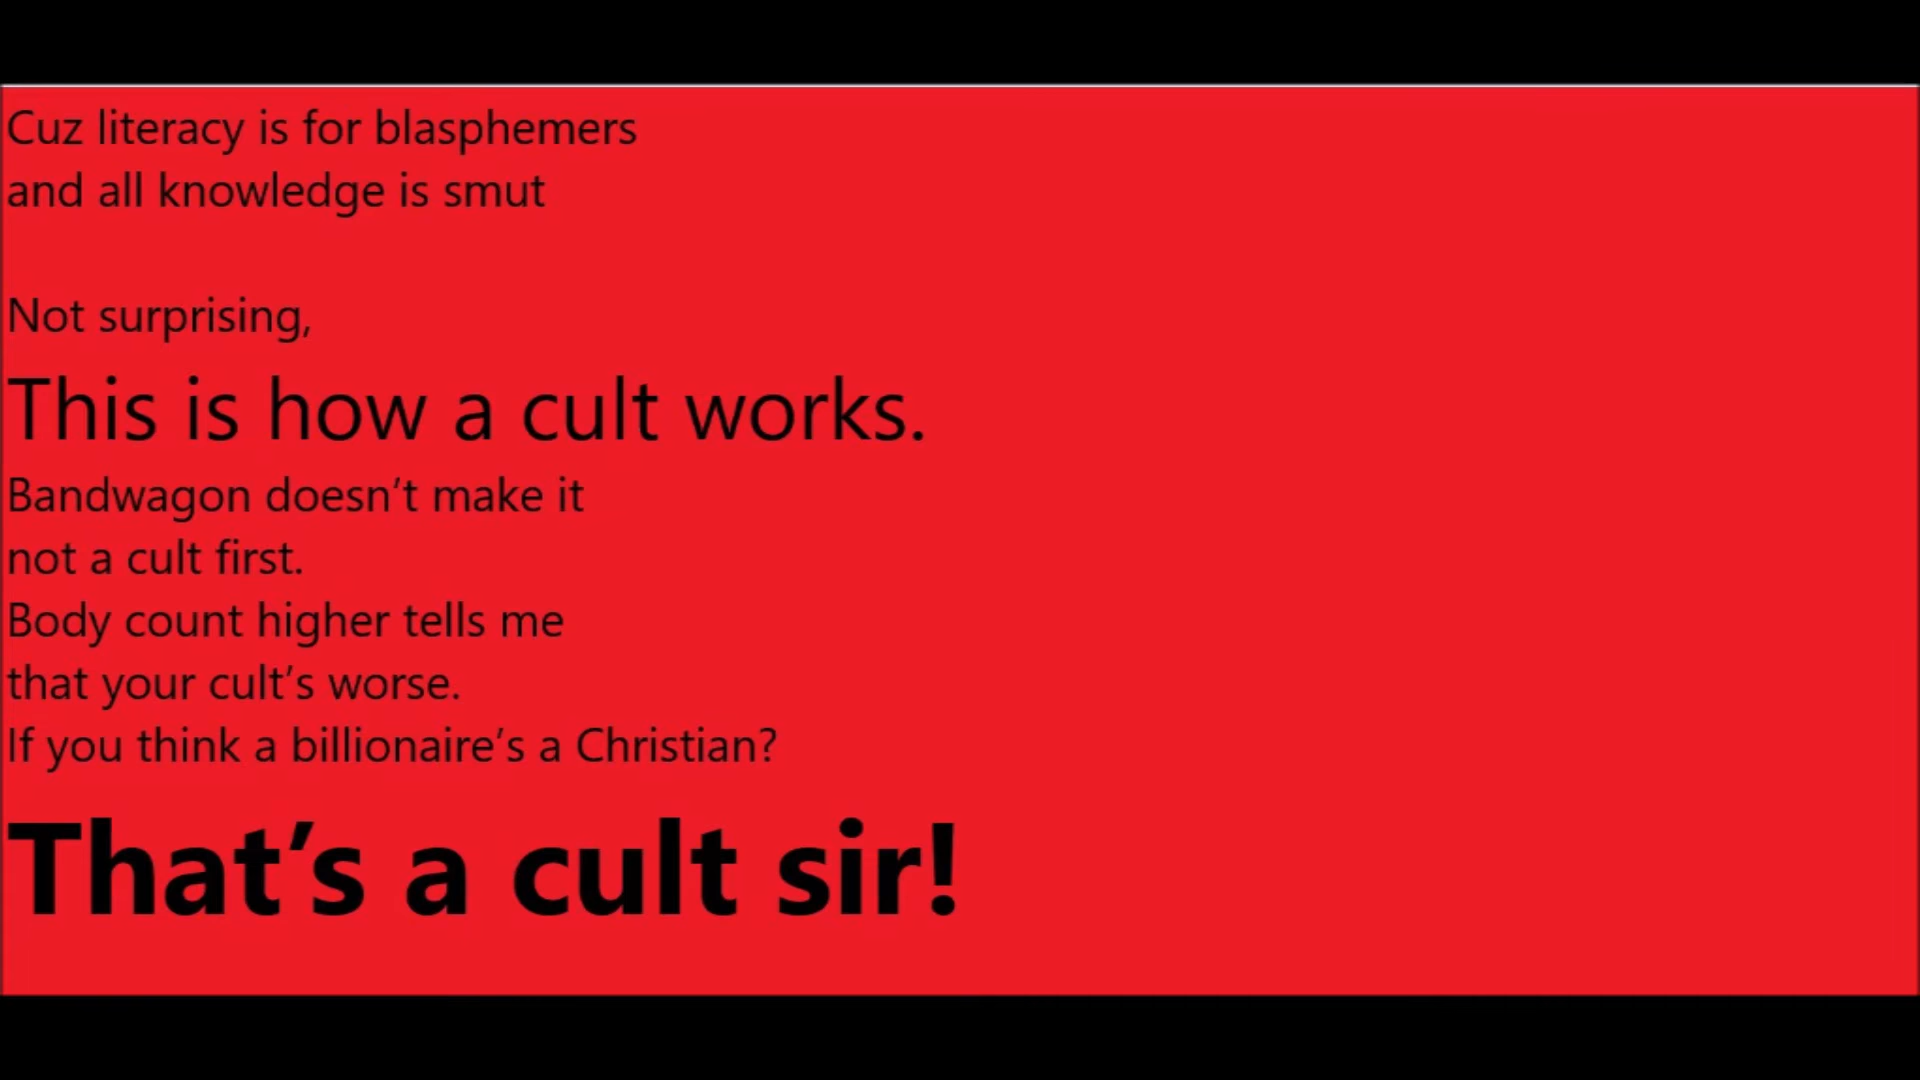 Cuz literacy is for blasphemers
and all knowledge is smut
Not surprising,
This is how a cult works.
Bandwagon doesn’t make it
not a cult first.
Body count higher tells me
that your cult’s worse.
If you think a billionaire’s a Christian?
That’s a cult sir!